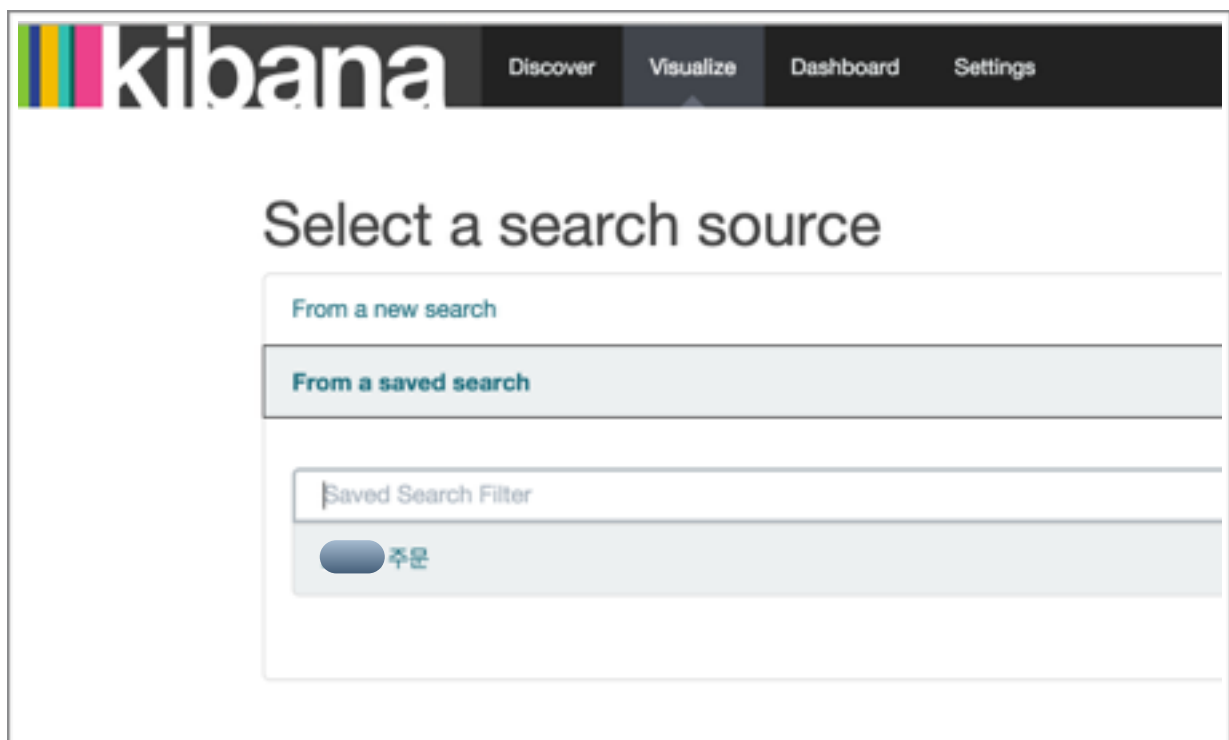 kibana Discover Visualize Dashboard Settings
Select a search source
From a new search
From a saved search
Saved Search Filter
주문